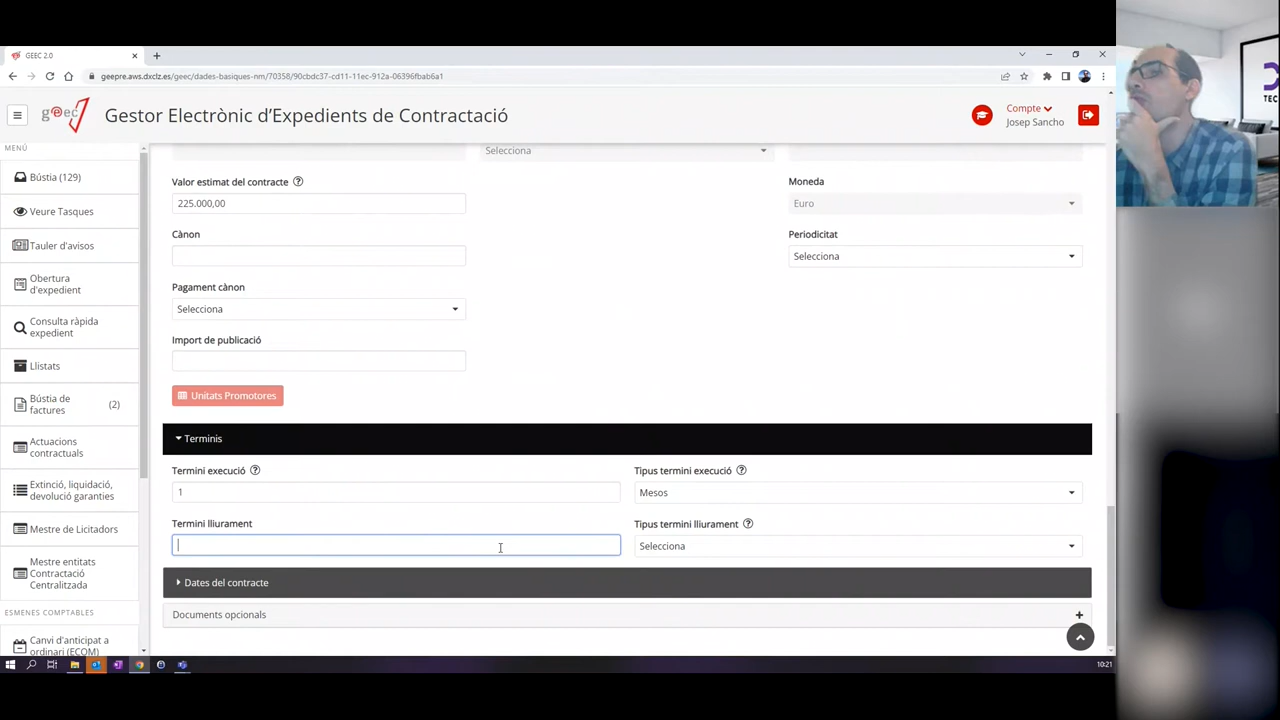 GEEC 2.0
geepre.aws.dxclz.es/geec/dades-basiques-nm/70358/90cbdc37-cd11-11ec-912a-06396fbab6a1
geec
Gestor Electrònic d'Expedients de Contractació
Compte
Josep Sancho
MENÚ
Bústia (129)
Veure Tasques
Tauler d'avisos
Obertura
d'expedient
Consulta ràpida
expedient
Llistats
Bústia de
factures
(2)
Actuacions
contractuals
Extinció, liquidació,
devolució garanties
Mestre de Licitadors
Mestre entitats
Contractació
Centralitzada
ESMENES COMPTABLES
Canvi d'anticipat a
ordinari (ECOM)
Selecciona
Valor estimat del contracte
225.000,00
Moneda
Euro
Cànon
Periodicitat
Selecciona
Pagament cànon
Selecciona
Import de publicació
Unitats Promotores
Terminis
Termini execució
Tipus termini execució
1
Mesos
Termini lliurament
Tipus termini lliurament
Selecciona
Dates del contracte
Documents opcionals
10:21
TEC